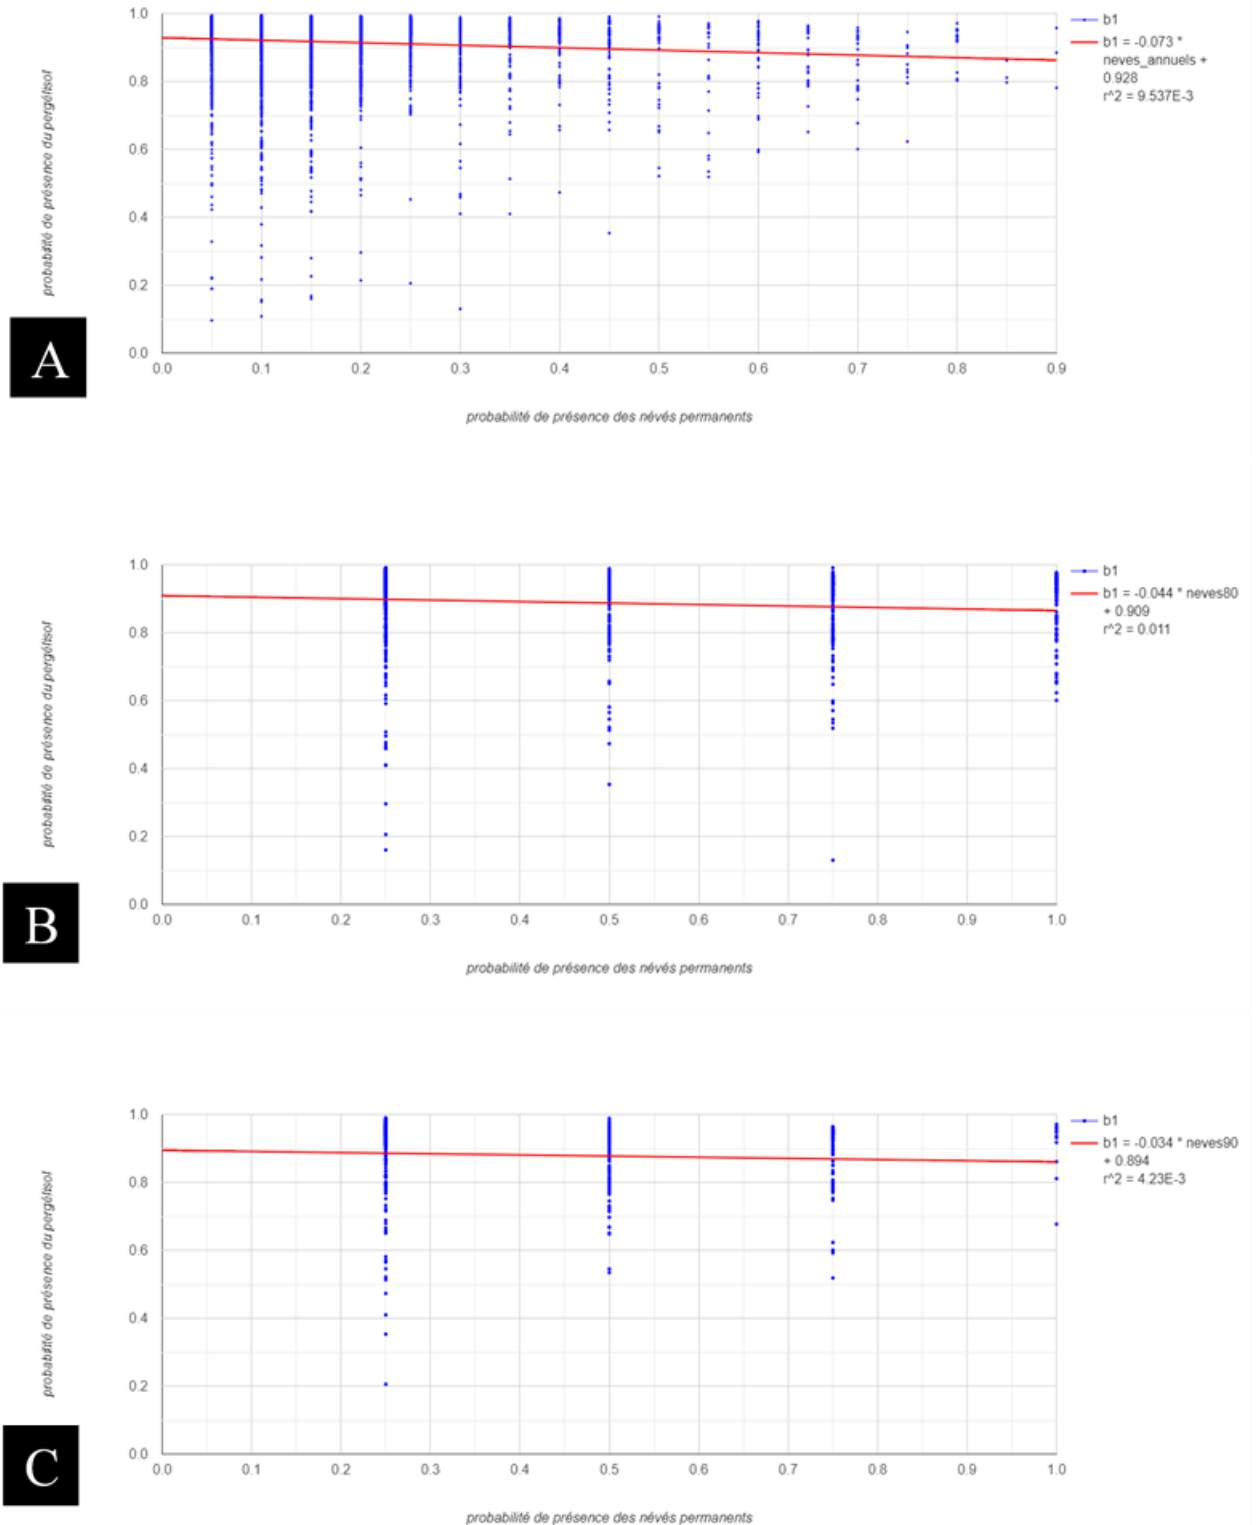 1.0
0.8
0.6
0.4
0.2
0.0
probabilité de présence du pergélisol
0.0 0.1 0.2 0.3 0.4 0.5 0.6 0.7 0.8 0.9
probabilité de présence des névés permanents
b1
b1 = -0.073 *
neves_annuels +
0.928
r^2 = 9.537E-3
A
1.0
0.8
0.6
0.4
0.2
0.0
probabilité de présence du pergélisol
0.0 0.1 0.2 0.3 0.4 0.5 0.6 0.7 0.8 0.9 1.0
probabilité de présence des névés permanents
b1
b1 = -0.044 * neves80
+ 0.909
r^2 = 0.011
B
1.0
0.8
0.6
0.4
0.2
0.0
probabilité de présence du pergélisol
0.0 0.1 0.2 0.3 0.4 0.5 0.6 0.7 0.8 0.9 1.0
probabilité de présence des névés permanents
b1
b1 = -0.034 * neves90
+ 0.894
r^2 = 4.23E-3
C